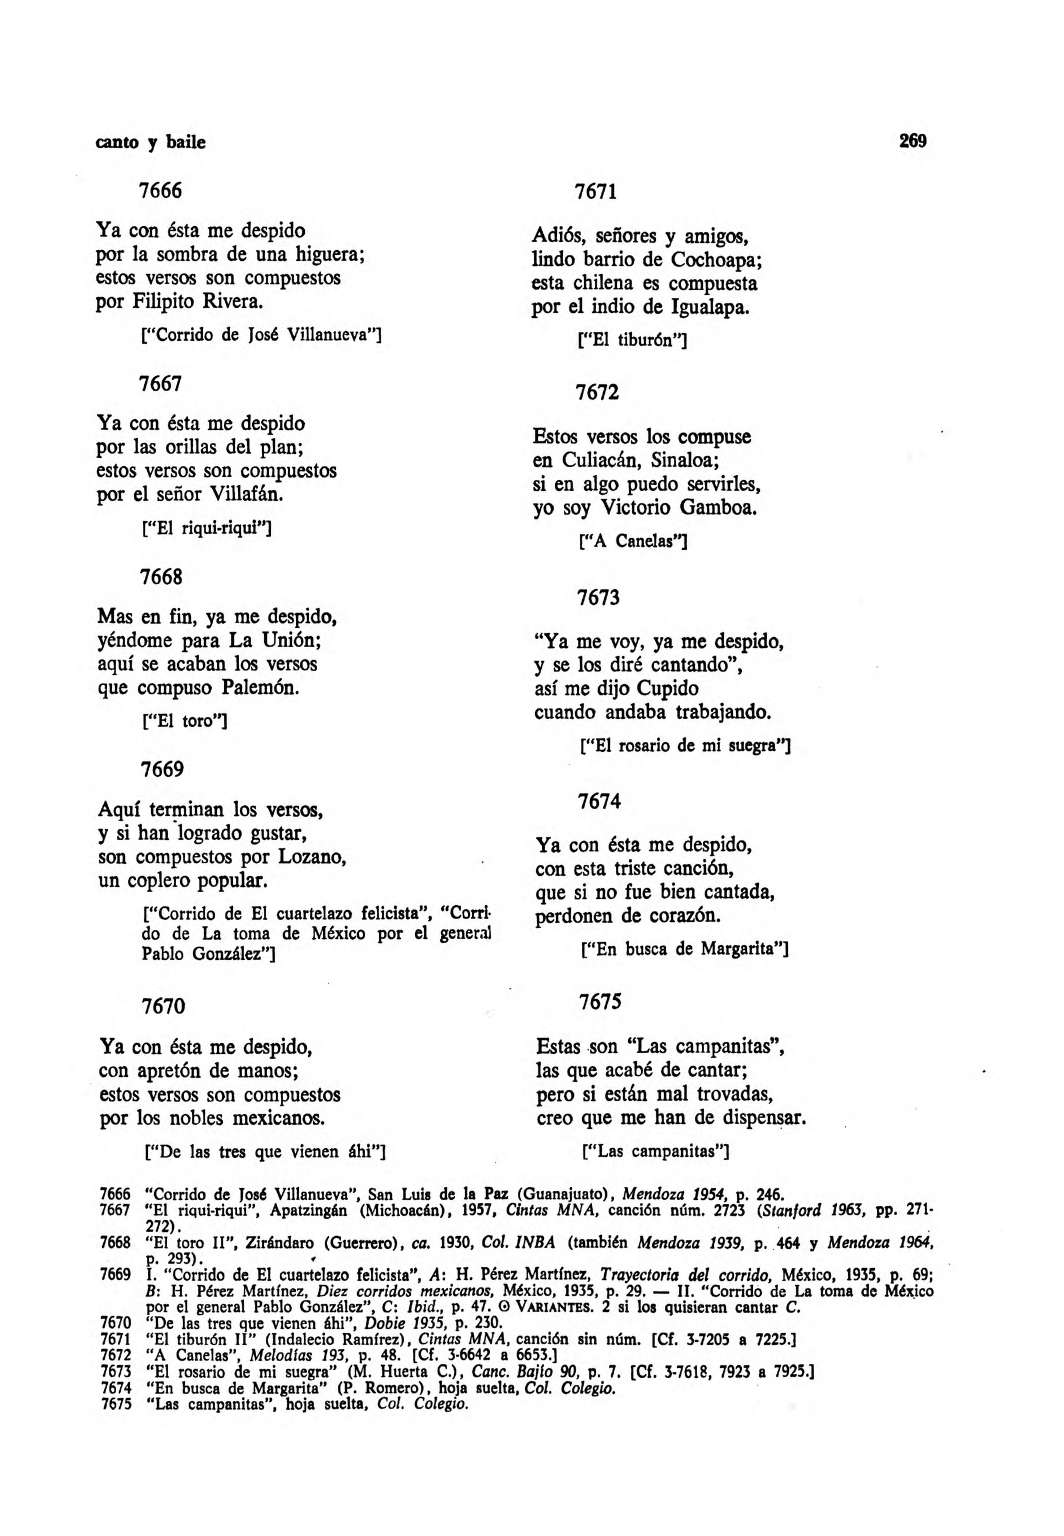 canto y baile
269
7666
Ya con ésta me despido
por la sombra de una higuera;
estos versos son compuestos
por Filipito Rivera.
["Corrido de José Villanueva"]
7667
Ya con ésta me despido
por las orillas del plan;
estos versos son compuestos
por el señor Villafán.
["El riqui-riqui"]
7668
Mas en fin, ya me despido,
yéndome para La Unión;
aquí se acaban los versos
que compuso Palemón.
["El toro"]
7669
Aquí terminan los versos,
y si han logrado gustar,
son compuestos por Lozano,
un coplero popular.
["Corrido de El cuartelazo felicista", "Corri-
do de La toma de México por el general
Pablo González"]
7670
Ya con ésta me despido,
con apretón de manos;
estos versos son compuestos
por los nobles mexicanos.
["De las tres que vienen áhi"]
7671
Adiós, señores y amigos,
lindo barrio de Cochoapa;
esta chilena es compuesta
por el indio de Igualapa.
["El tiburón"]
7672
Estos versos los compuse
en Culiacán, Sinaloa;
si en algo puedo servirles,
yo soy Victorio Gamboa.
["A Canelas"]
7673
"Ya me voy, ya me despido,
y se los diré cantando",
así me dijo Cupido
cuando andaba trabajando.
["El rosario de mi suegra"]
7674
Ya con ésta me despido,
con esta triste canción,
que si no fue bien cantada,
perdonen de corazón.
["En busca de Margarita"]
7675
Estas son "Las campanitas",
las que acabé de cantar;
pero si están mal trovadas,
creo que me han de dispensar.
["Las campanitas"]
7666 "Corrido de José Villanueva", San Luis de la Paz (Guanajuato), Mendoza 1954, p. 246.
7667 "El riqui-riqui", Apatzingán (Michoacán), 1957, Cintas MNA, canción núm. 2723 (Stanford 1963, pp. 271-
272).
7668 "El toro II", Zirándaro (Guerrero), ca. 1930, Col. INBA (también Mendoza 1939, p. 464 y Mendoza 1964,
p. 293).
7669 I. "Corrido de El cuartelazo felicista", A: H. Pérez Martínez, Trayectoria del corrido, México, 1935, p. 69;
B: H. Pérez Martínez, Diez corridos mexicanos, México, 1935, p. 29. — II. "Corrido de La toma de México
por el general Pablo González", C: Ibid., p. 47. ʘ VARIANTES. 2 si los quisieran cantar C.
7670 "De las tres que vienen áhi", Dobie 1935, p. 230.
7671 "El tiburón II" (Indalecio Ramírez), Cintas MNA, canción sin núm. [Cf. 3-7205 a 7225.]
7672 "A Canelas", Melodías 193, p. 48. [Cf. 3-6642 a 6653.]
7673 "El rosario de mi suegra" (M. Huerta C.), Canc. Bajío 90, p. 7. [Cf. 3-7618, 7923 a 7925.]
7674 "En busca de Margarita" (P. Romero), hoja suelta, Col. Colegio.
7675 "Las campanitas", hoja suelta, Col. Colegio.